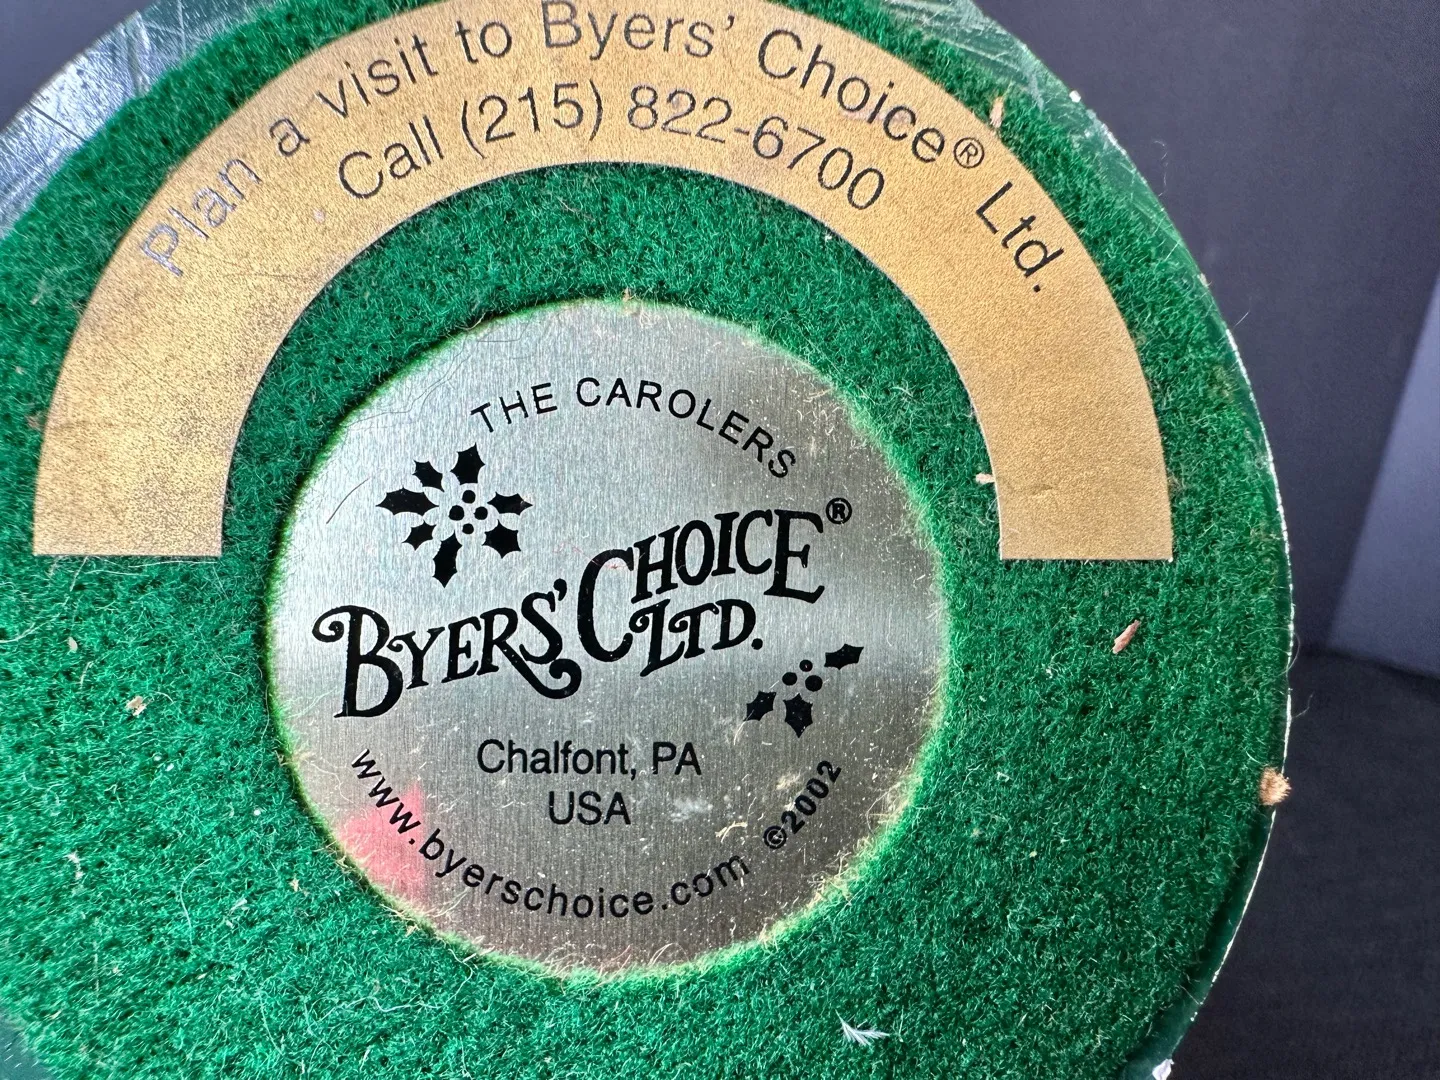 Plan a visit to Byers' Choice® Ltd.
Call (215) 822-6700
THE CAROLERS
BYERS' CHOICE®
LTD.
Chalfont, PA
USA
www.byerschoice.com ©2002